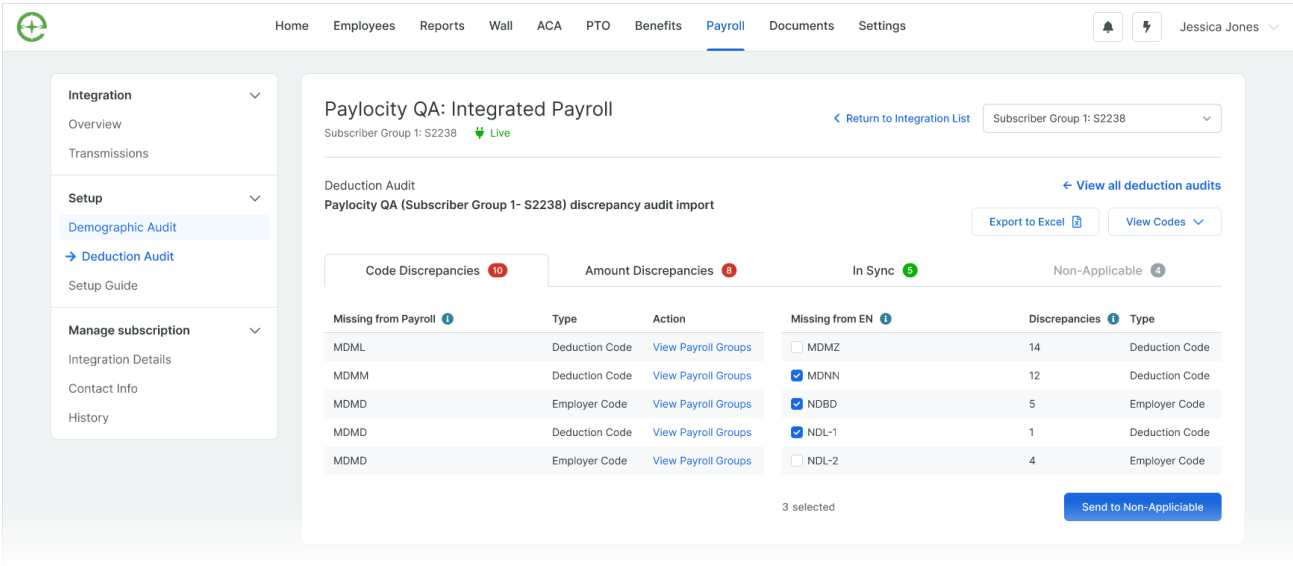 Home Employees Reports Wall ACA PTO Benefits Payroll Documents Settings Jessica Jones
Integration
Overview
Transmissions
Setup
Demographic Audit
Deduction Audit
Setup Guide
Manage subscription
Integration Details
Contact Info
History
Paylocity QA: Integrated Payroll
Subscriber Group 1: S2238 Live
Return to Integration List
Subscriber Group 1: S2238
Deduction Audit
Paylocity QA (Subscriber Group 1- S2238) discrepancy audit import
← View all deduction audits
Export to Excel
View Codes
Code Discrepancies 10 Amount Discrepancies 8 In Sync 5 Non-Applicable 4
Missing from Payroll Type Action
MDML Deduction Code View Payroll Groups
MDMM Deduction Code View Payroll Groups
MDMD Employer Code View Payroll Groups
MDMD Deduction Code View Payroll Groups
MDMD Employer Code View Payroll Groups
Missing from EN Discrepancies Type
MDMZ 14 Deduction Code
MDNN 12 Deduction Code
NDBD 5 Employer Code
NDL-1 1 Deduction Code
NDL-2 4 Employer Code
3 selected
Send to Non-Appliciable